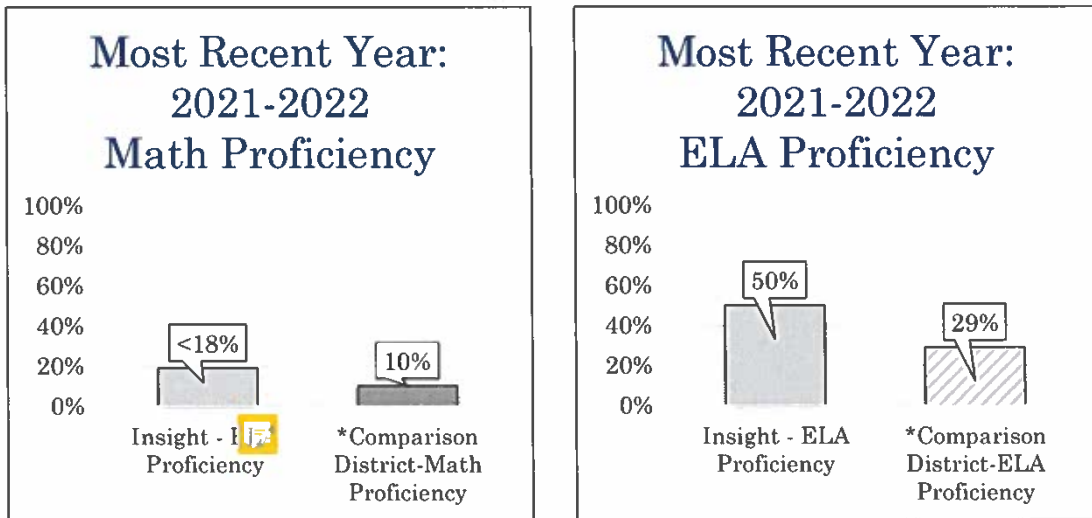 Most Recent Year:
2021-2022
Math Proficiency
100%
80%
60%
40%
20%
0%
<18%
10%
Insight -
Proficiency
*Comparison
District-Math
Proficiency
Most Recent Year:
2021-2022
ELA Proficiency
100%
80%
60%
40%
20%
0%
50%
29%
Insight - ELA
Proficiency
*Comparison
District-ELA
Proficiency